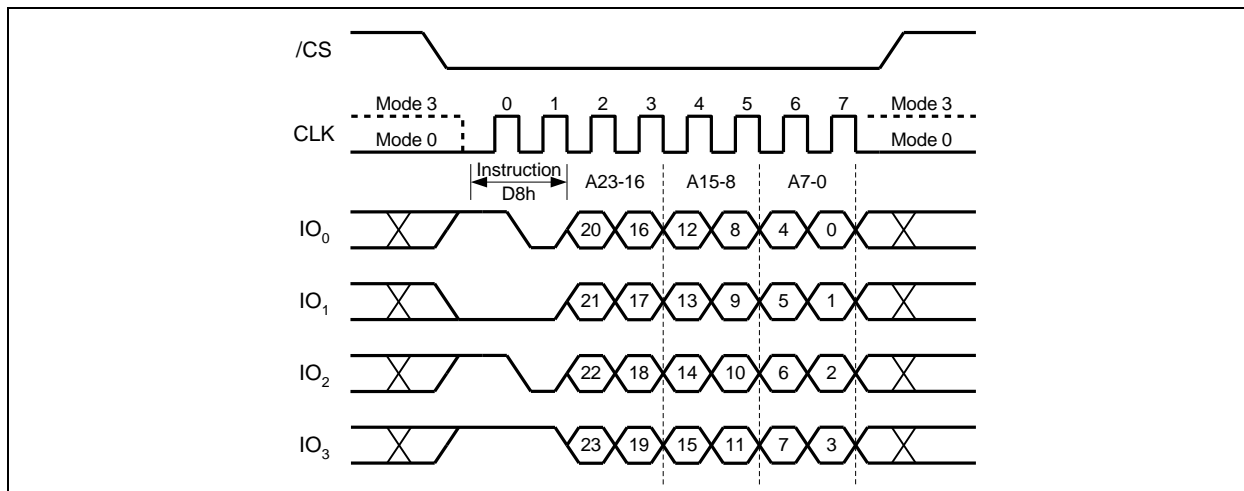 /CS
Mode 3 0 1 2 3 4 5 6 7 Mode 3
CLK
Mode 0 Mode 0
Instruction
D8h
A23-16 A15-8 A7-0
IO0 20 16 12 8 4 0
IO1 21 17 13 9 5 1
IO2 22 18 14 10 6 2
IO3 23 19 15 11 7 3